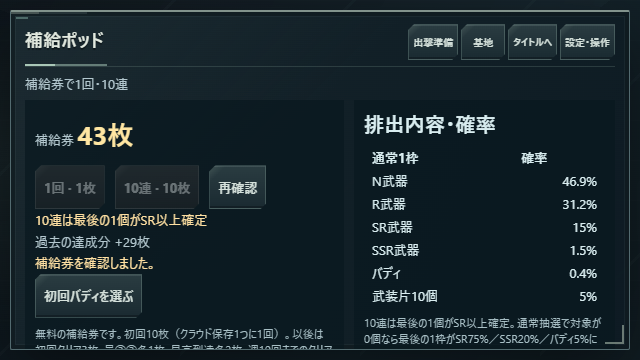 補給ポッド
出撃準備
基地
タイトルへ
設定・操作
補給券で1回・10連
補給券 43枚
1回 - 1枚
10連 - 10枚
再確認
10連は最後の1個がSR以上確定
過去の達成分 +29枚
補給券を確認しました。
初回バディを選ぶ
無料の補給券です。初回10枚（クラウド保存1つに1回）。以後は
排出内容・確率
通常1枠 確率
N武器 46.9%
R武器 31.2%
SR武器 15%
SSR武器 1.5%
バディ 0.4%
武装片10個 5%
10連は最後の1個がSR以上確定。通常抽選で対象が
0個なら最後の1枠がSR75%／SSR20%／バディ5%に